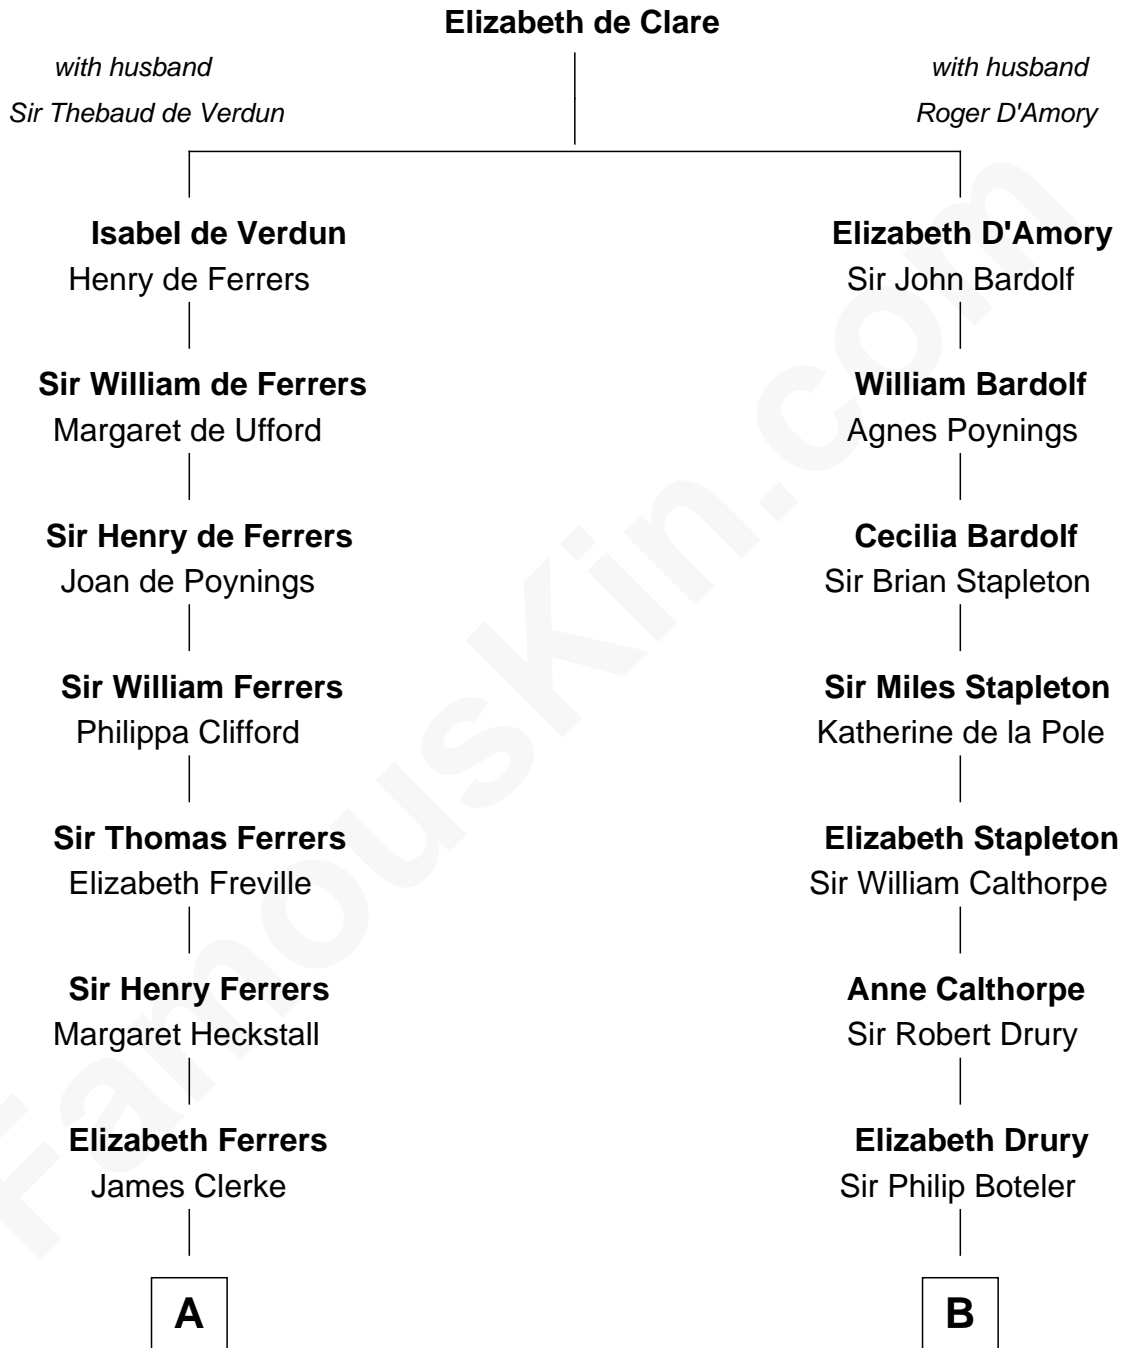 Elizabeth de Clare
with husband
Sir Thebaud de Verdun
with husband
Roger D'Amory
Isabel de Verdun
Henry de Ferrers
Elizabeth D'Amory
Sir John Bardolf
Sir William de Ferrers
Margaret de Ufford
William Bardolf
Agnes Poynings
Sir Henry de Ferrers
Joan de Poynings
Cecilia Bardolf
Sir Brian Stapleton
Sir William Ferrers
Philippa Clifford
Sir Miles Stapleton
Katherine de la Pole
Sir Thomas Ferrers
Elizabeth Freville
Elizabeth Stapleton
Sir William Calthorpe
Sir Henry Ferrers
Margaret Heckstall
Anne Calthorpe
Sir Robert Drury
Elizabeth Ferrers
James Clerke
Elizabeth Drury
Sir Philip Boteler
A
B
FamousKin.com